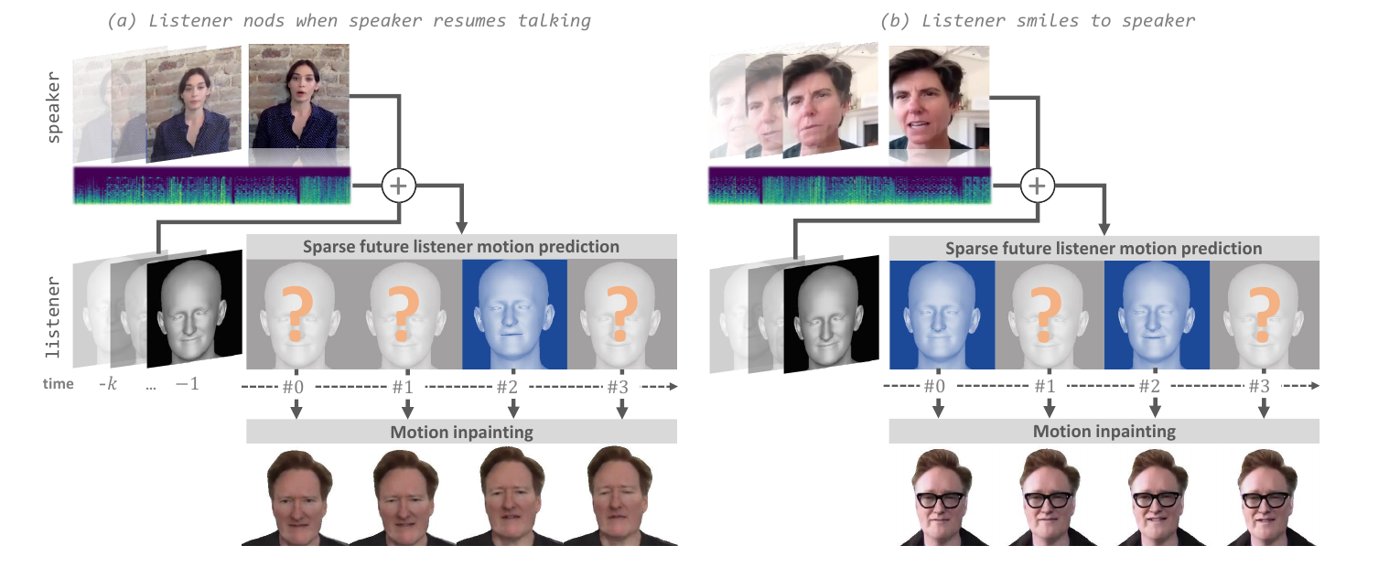 (a) Listener nods when speaker resumes talking
(b) Listener smiles to speaker
speaker
+
+
listener
Sparse future listener motion prediction
Sparse future listener motion prediction
? ? ?
? ?
time -k … −1 #0 #1 #2 #3
#0 #1 #2 #3
Motion inpainting
Motion inpainting